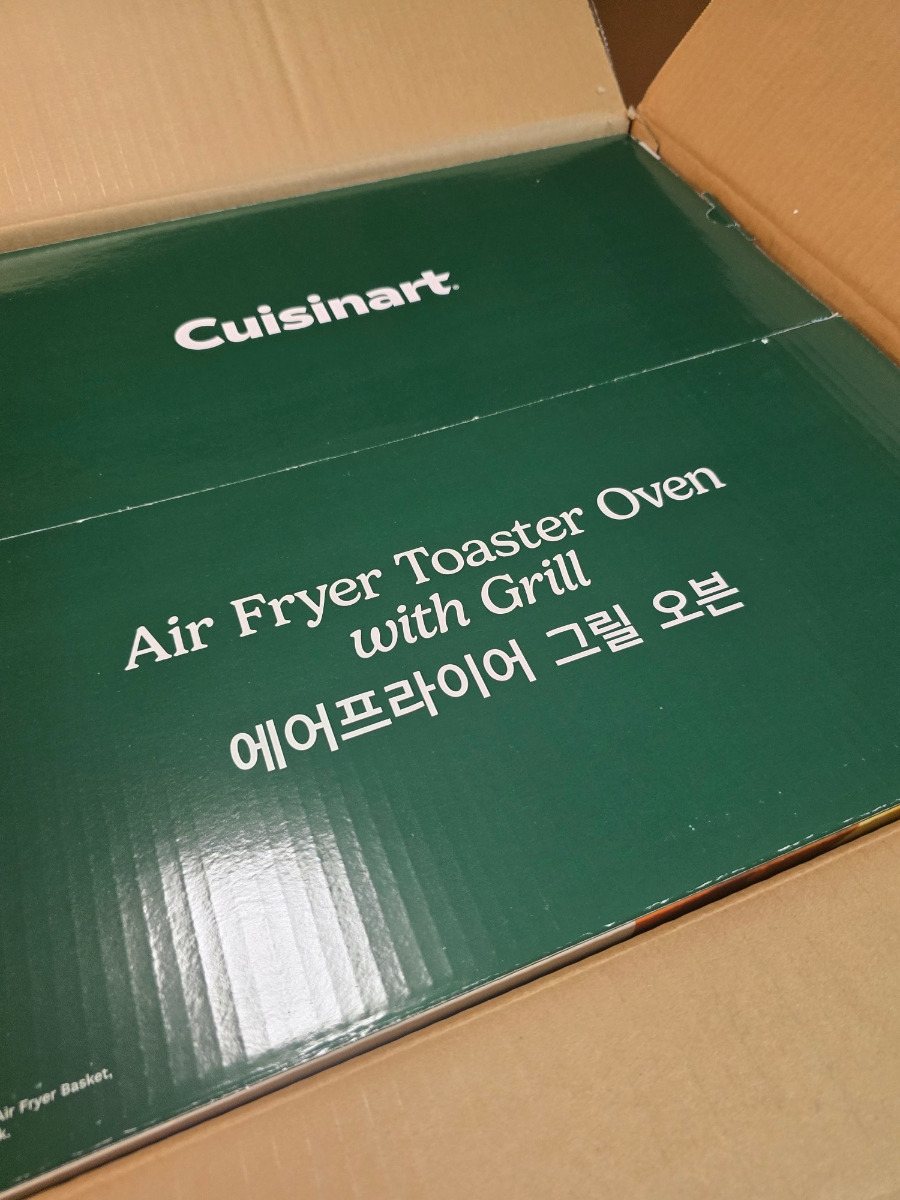 Cuisinart
Air Fryer Toaster Oven
with Grill
에어프라이어 그릴 오븐
Air Fryer Basket,